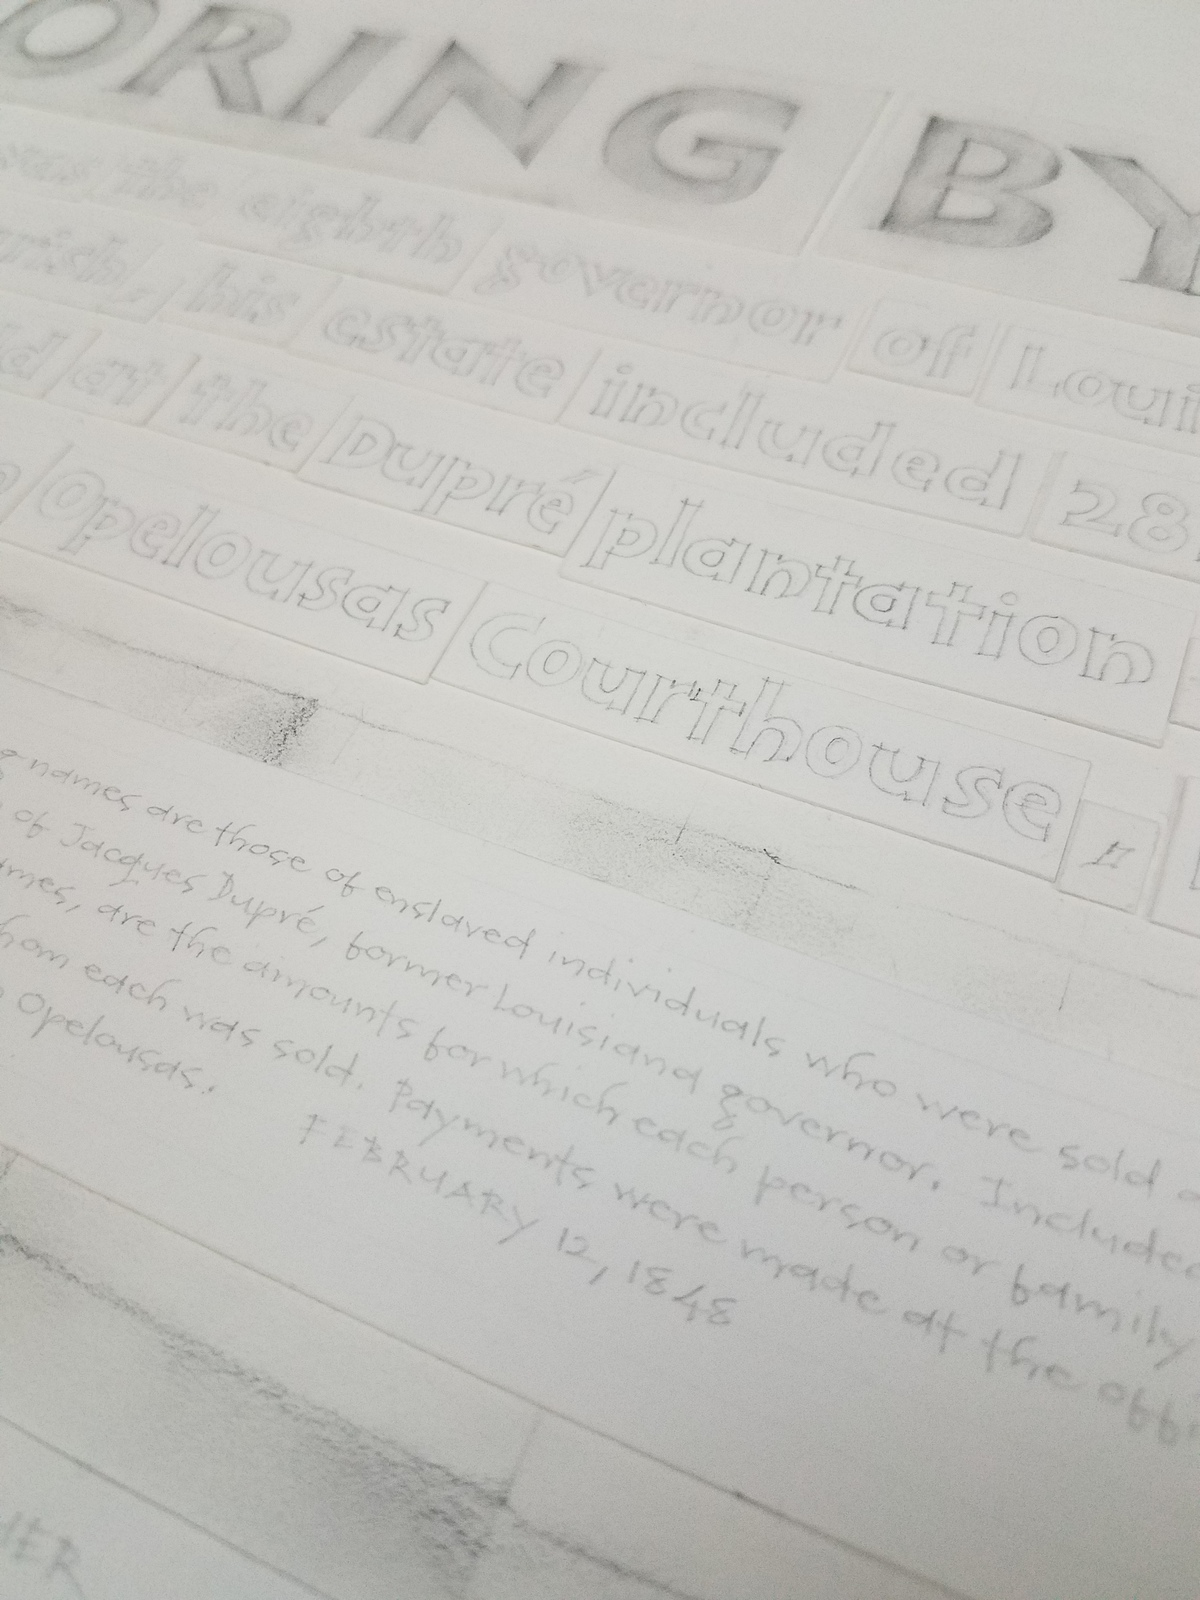 ORING BY
was the eighth governor of Loui
rish, his estate included 28
ld at the Dupré plantation
n Opelousas Courthouse.
g names are those of enslaved individuals who were sold a
of Jacques Dupré, former Louisiana governor. Included
ames, are the amounts for which each person or family
hom each was sold. Payments were made at the offi
Opelousas.
FEBRUARY 12, 1848
IER